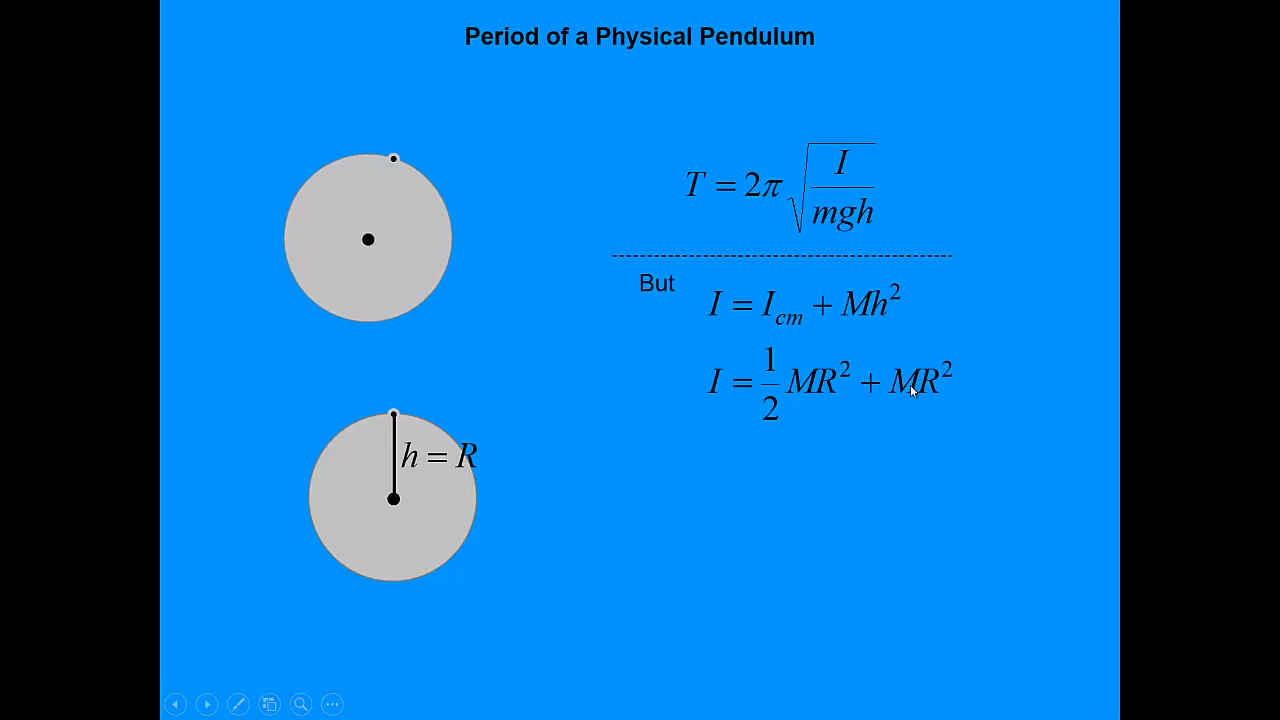 Period of a Physical Pendulum
T = 2π √(I / mgh)
But
I = I_cm + Mh²
I = 1/2 MR² + MR²
h = R